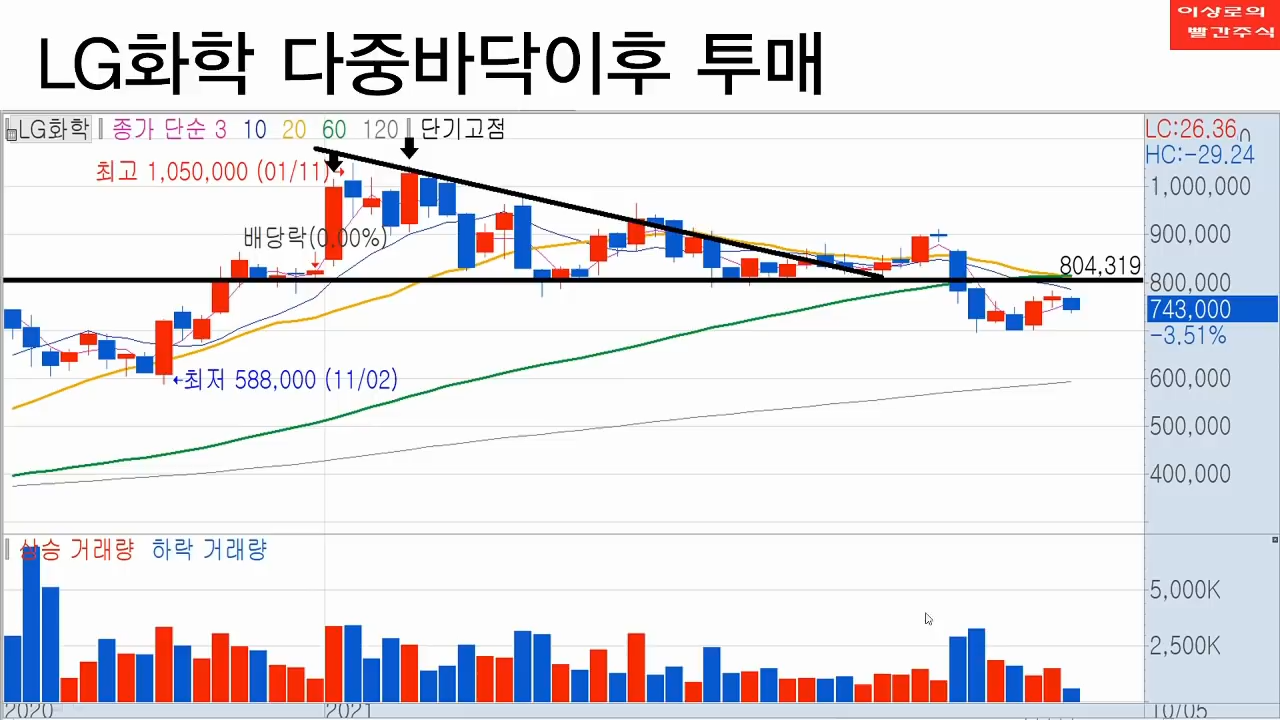 이상로의
빨간주식
LG화학 다중바닥이후 투매
LG화학 종가 단순 3 10 20 60 120 단기고점
LC:26.36
HC:-29.24
최고 1,050,000 (01/11)
1,000,000
배당락(0.00%)
900,000
804,319
800,000
743,000
-3.51%
최저 588,000 (11/02)
600,000
500,000
400,000
상승 거래량 하락 거래량
5,000K
2,500K
2020 2021 10/05